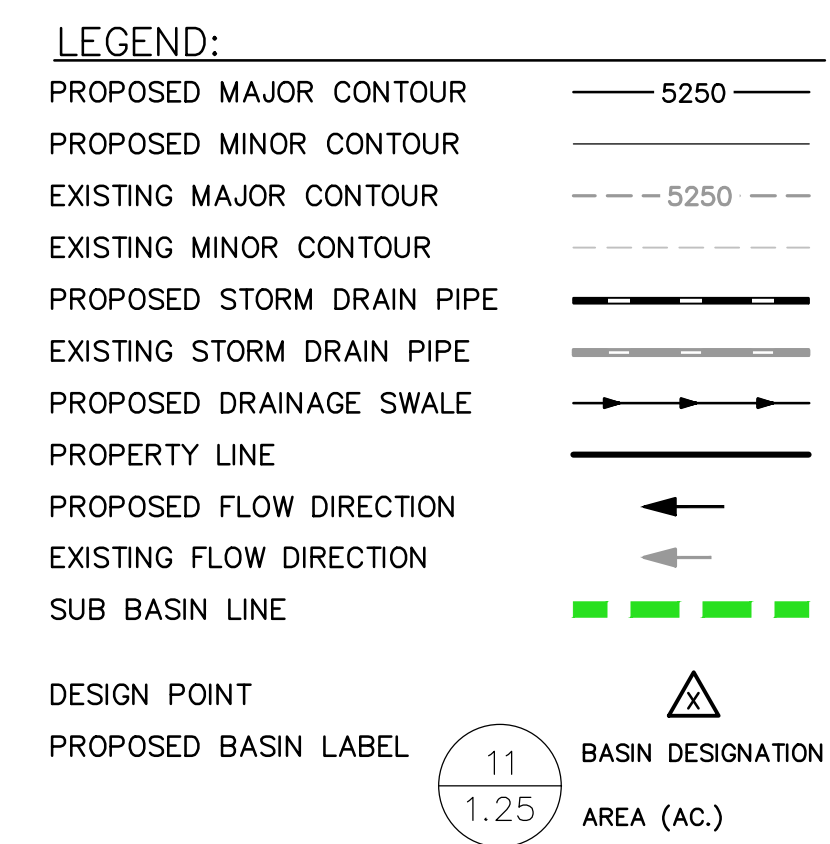 LEGEND:
PROPOSED MAJOR CONTOUR 5250
PROPOSED MINOR CONTOUR
EXISTING MAJOR CONTOUR 5250
EXISTING MINOR CONTOUR
PROPOSED STORM DRAIN PIPE
EXISTING STORM DRAIN PIPE
PROPOSED DRAINAGE SWALE
PROPERTY LINE
PROPOSED FLOW DIRECTION
EXISTING FLOW DIRECTION
SUB BASIN LINE
DESIGN POINT X
PROPOSED BASIN LABEL 11 BASIN DESIGNATION
1.25 AREA (AC.)